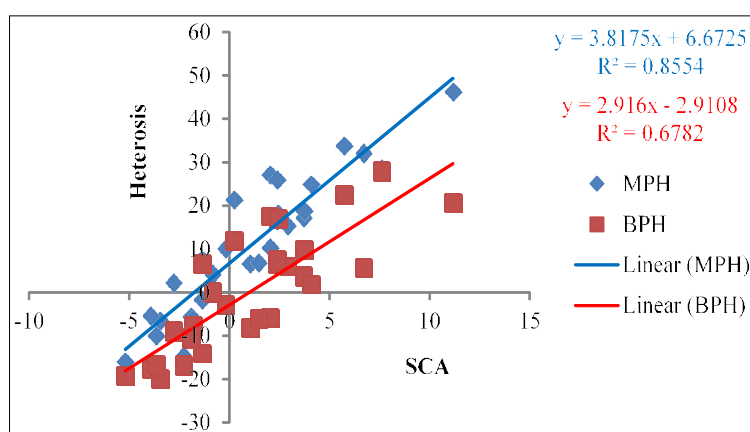 y = 3.8175x + 6.6725
R² = 0.8554
y = 2.916x - 2.9108
R² = 0.6782
Heterosis
60
50
40
30
20
10
0
-10
-20
-30
-10
-5
0
5
10
15
SCA
MPH
BPH
Linear (MPH)
Linear (BPH)